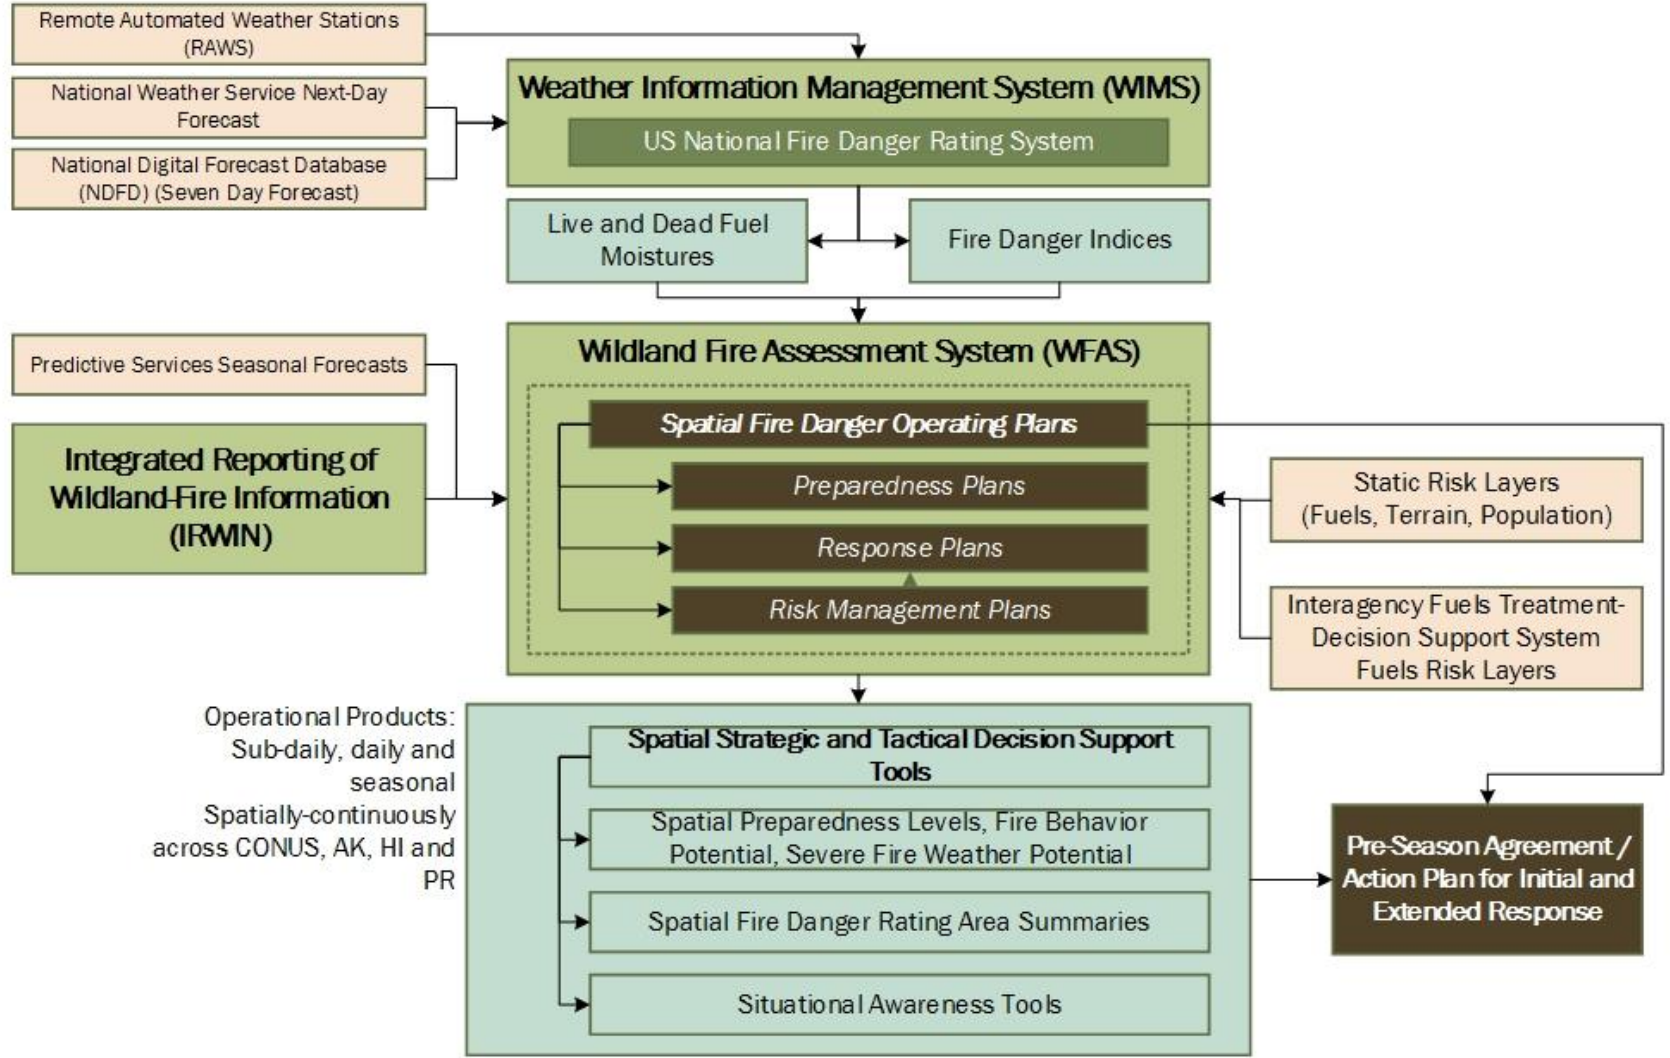 Remote Automated Weather Stations
(RAWS)
National Weather Service Next-Day
Forecast
National Digital Forecast Database
(NDFD) (Seven Day Forecast)
Weather Information Management System (WIMS)
US National Fire Danger Rating System
Live and Dead Fuel
Moistures
Fire Danger Indices
Predictive Services Seasonal Forecasts
Integrated Reporting of
Wildland-Fire Information
(IRWIN)
Wildland Fire Assessment System (WFAS)
Spatial Fire Danger Operating Plans
Preparedness Plans
Response Plans
Risk Management Plans
Static Risk Layers
(Fuels, Terrain, Population)
Interagency Fuels Treatment-
Decision Support System
Fuels Risk Layers
Operational Products:
Sub-daily, daily and
seasonal
Spatially-continuously
across CONUS, AK, HI and
PR
Spatial Strategic and Tactical Decision Support
Tools
Spatial Preparedness Levels, Fire Behavior
Potential, Severe Fire Weather Potential
Spatial Fire Danger Rating Area Summaries
Situational Awareness Tools
Pre-Season Agreement /
Action Plan for Initial and
Extended Response